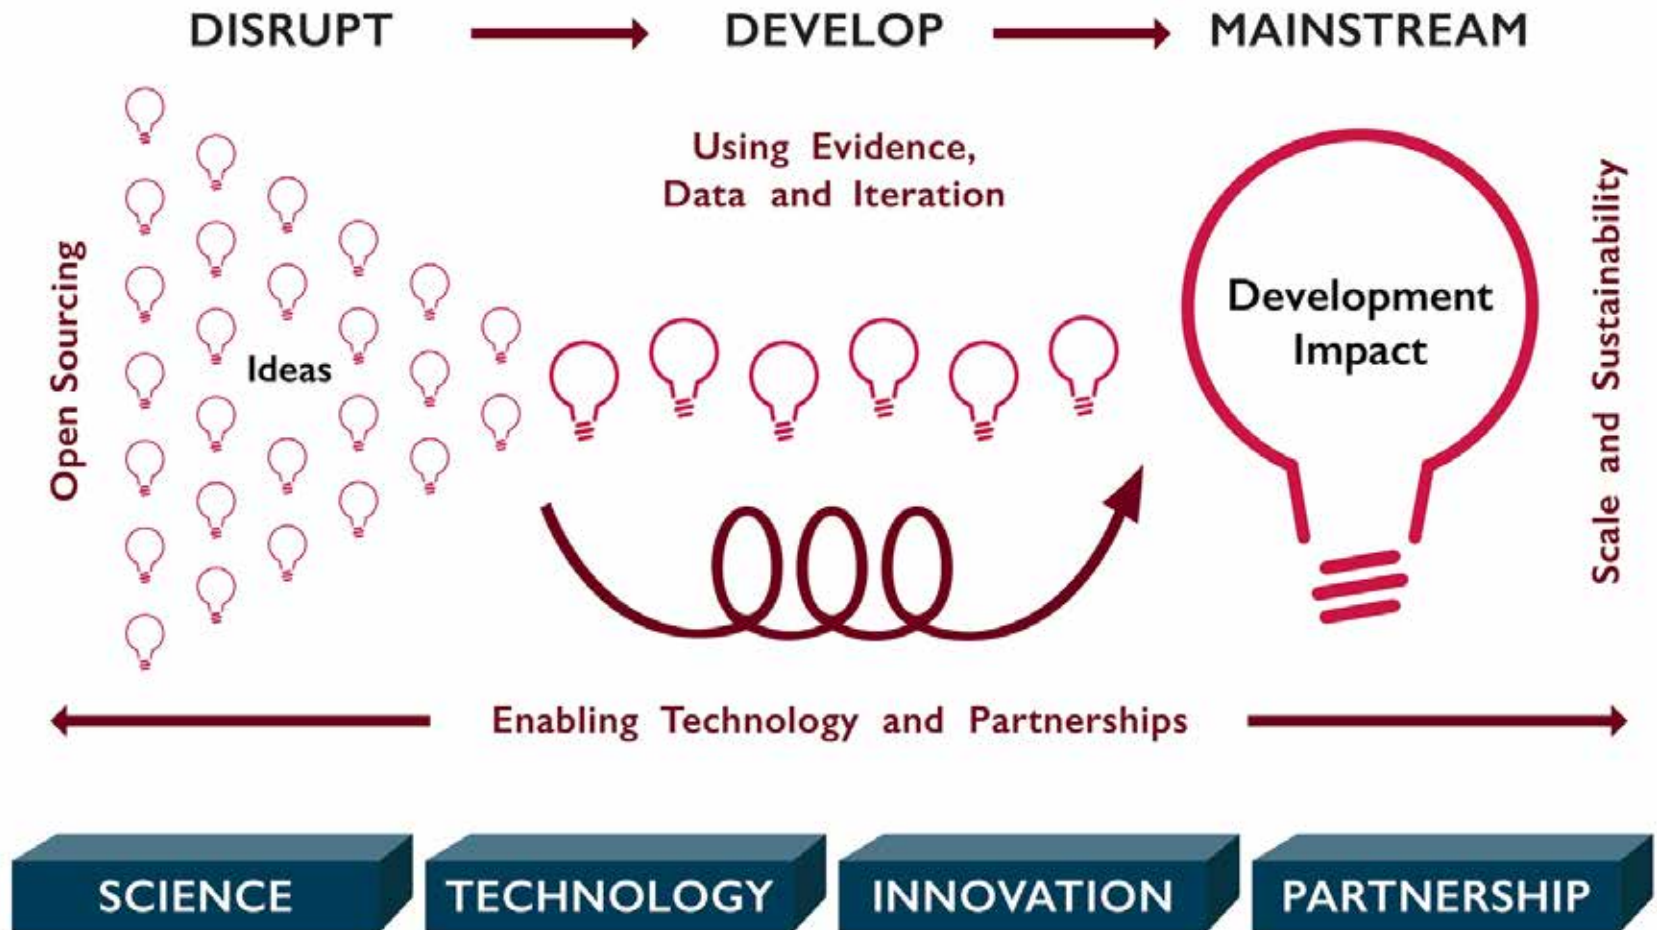 DISRUPT
DEVELOP
MAINSTREAM
Using Evidence,
Data and Iteration
Open Sourcing
Ideas
Development
Impact
Scale and Sustainability
Enabling Technology and Partnerships
SCIENCE
TECHNOLOGY
INNOVATION
PARTNERSHIP